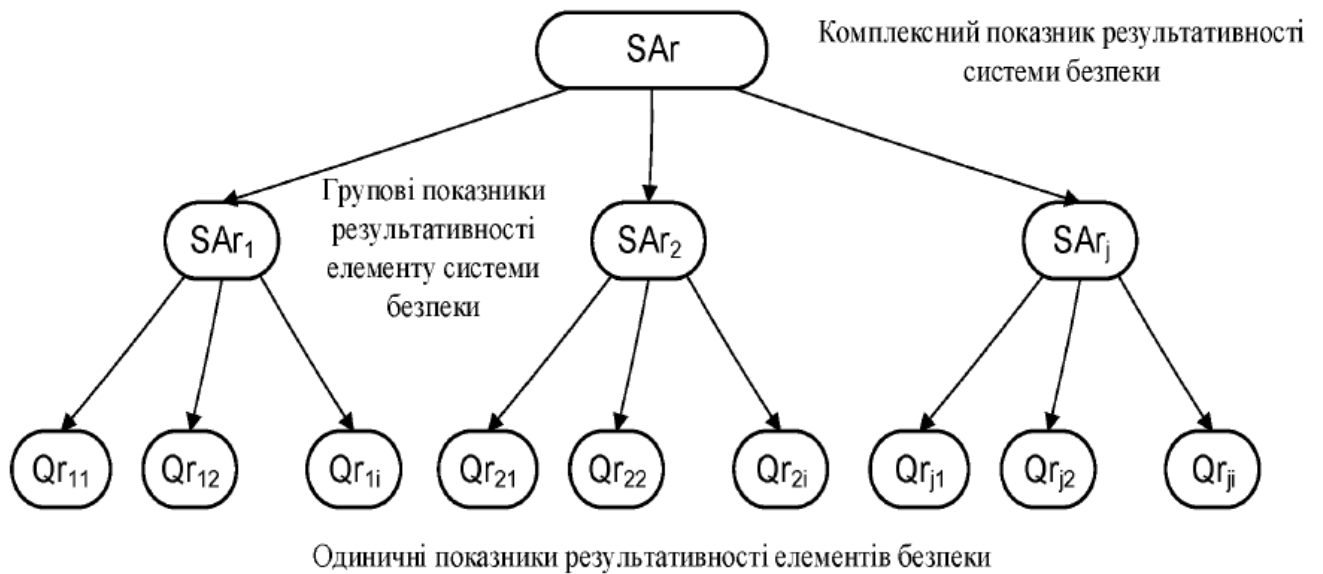 SAr
Комплексний показник результативності
системи безпеки
Групові показники
результативності
елементу системи
безпеки
SAr₁
SAr₂
SArⱼ
Qr₁₁
Qr₁₂
Qr₁ᵢ
Qr₂₁
Qr₂₂
Qr₂ᵢ
Qrⱼ₁
Qrⱼ₂
Qrⱼᵢ
Одиничні показники результативності елементів безпеки